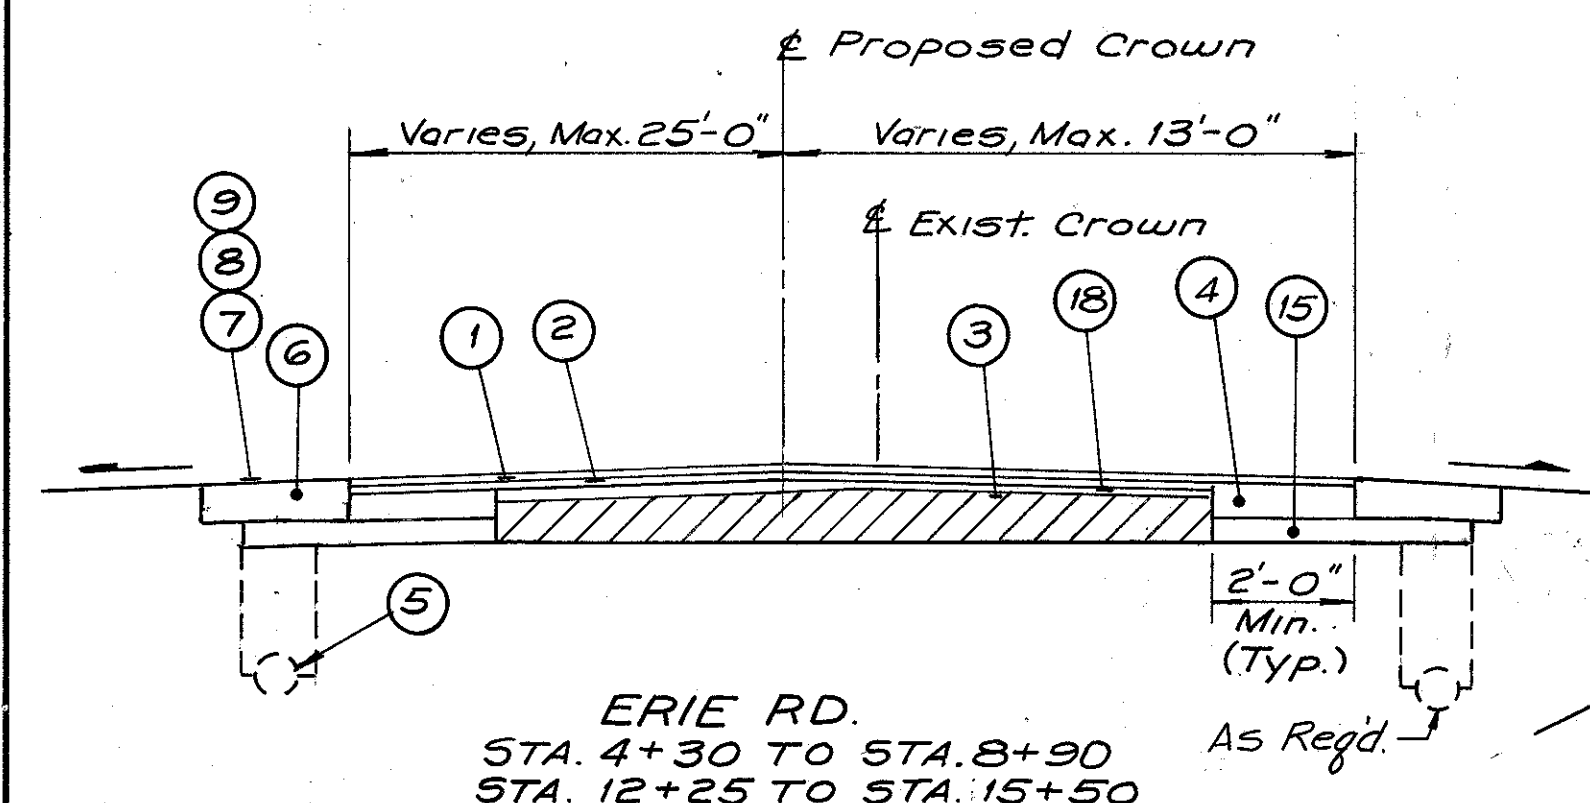 ℄ Proposed Crown
Varies, Max. 25'-0"
Varies, Max. 13'-0"
℄ Exist. Crown
9
8
7
6
1
2
3
18
4
15
5
2'-0"
Min.
(Typ.)
As Req'd.
ERIE RD.
STA. 4+30 TO STA. 8+90
STA. 12+25 TO STA. 15+50